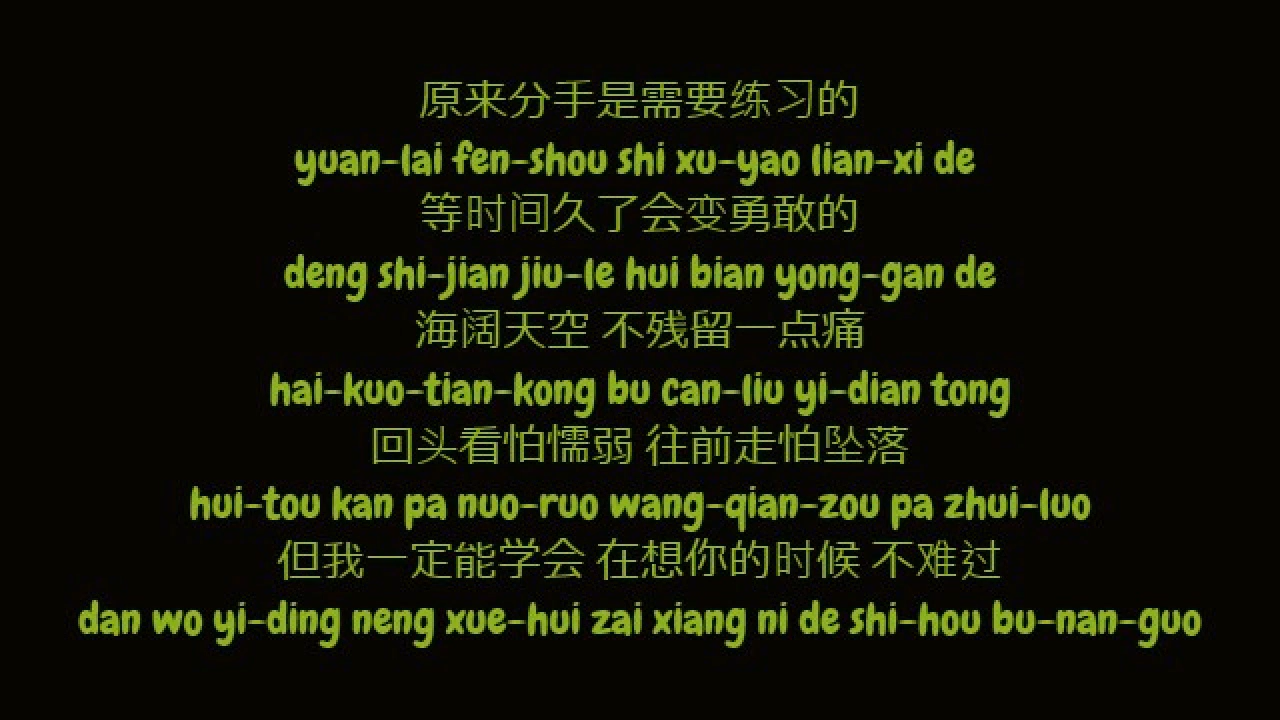 原来分手是需要练习的
yuan-lai fen-shou shi xu-yao lian-xi de
等时间久了会变勇敢的
deng shi-jian jiu-le hui bian yong-gan de
海阔天空 不残留一点痛
hai-kuo-tian-kong bu can-liu yi-dian tong
回头看怕懦弱 往前走怕坠落
hui-tou kan pa nuo-ruo wang-qian-zou pa zhui-luo
但我一定能学会 在想你的时候 不难过
dan wo yi-ding neng xue-hui zai xiang ni de shi-hou bu-nan-guo